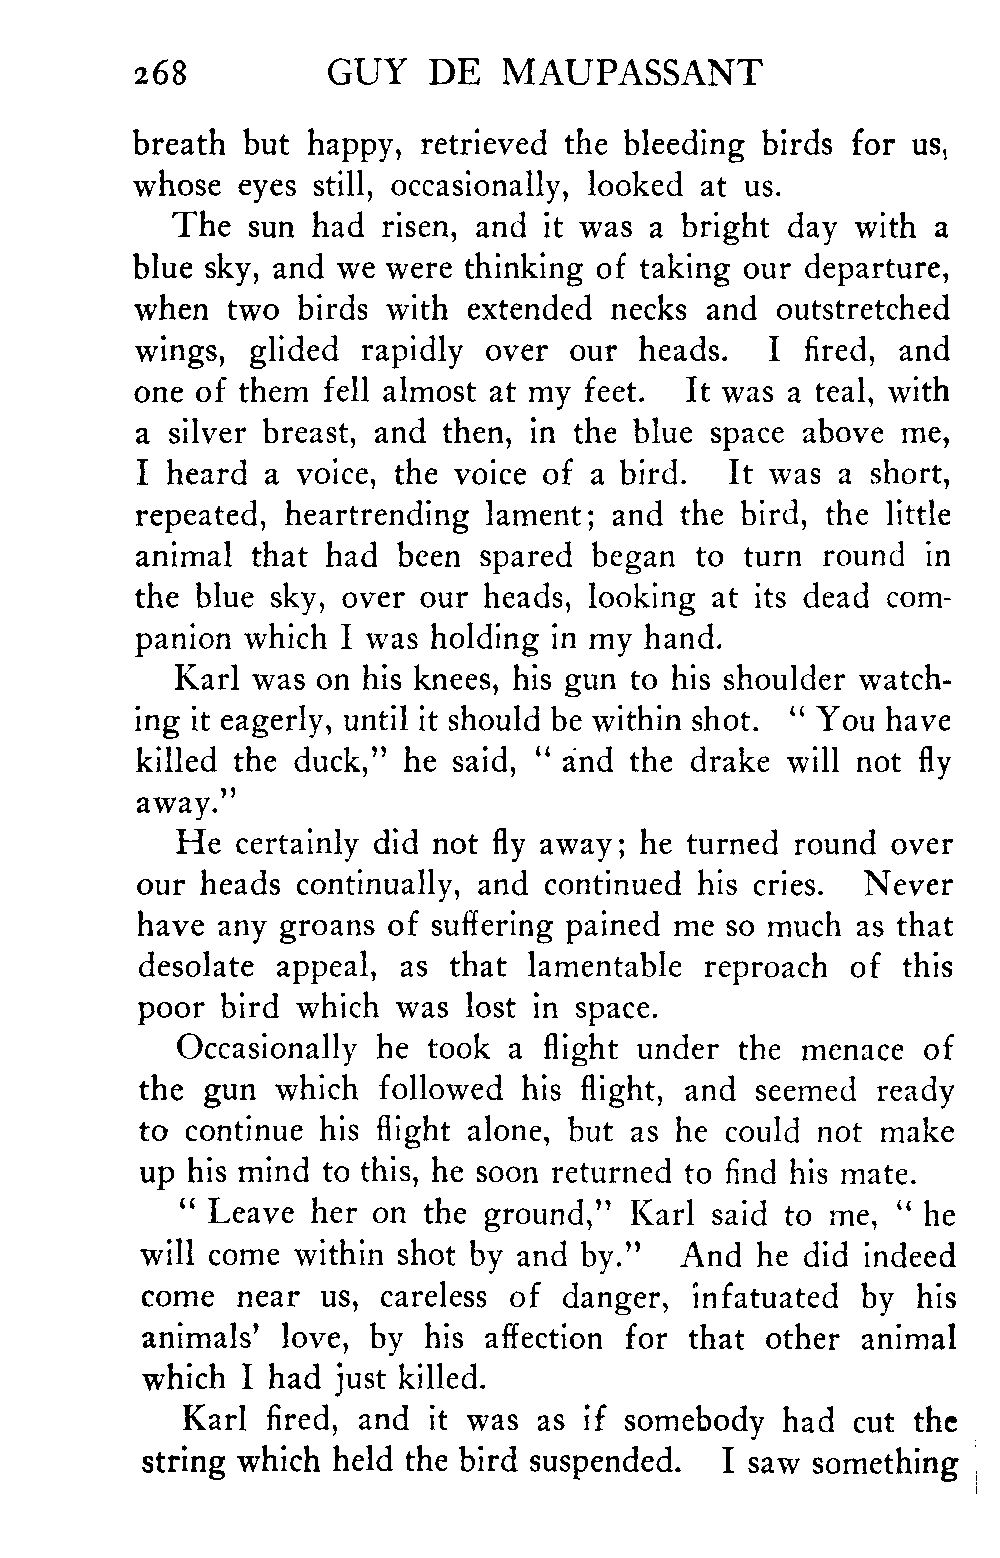 268 GUY DE MAUPASSANT
breath but happy, retrieved the bleeding birds for us,
whose eyes still, occasionally, looked at us.
The sun had risen, and it was a bright day with a
blue sky, and we were thinking of taking our departure,
when two birds with extended necks and outstretched
wings, glided rapidly over our heads. I fired, and
one of them fell almost at my feet. It was a teal, with
a silver breast, and then, in the blue space above me,
I heard a voice, the voice of a bird. It was a short,
repeated, heartrending lament; and the bird, the little
animal that had been spared began to turn round in
the blue sky, over our heads, looking at its dead com-
panion which I was holding in my hand.
Karl was on his knees, his gun to his shoulder watch-
ing it eagerly, until it should be within shot. “ You have
killed the duck,” he said, “ and the drake will not fly
away.”
He certainly did not fly away; he turned round over
our heads continually, and continued his cries. Never
have any groans of suffering pained me so much as that
desolate appeal, as that lamentable reproach of this
poor bird which was lost in space.
Occasionally he took a flight under the menace of
the gun which followed his flight, and seemed ready
to continue his flight alone, but as he could not make
up his mind to this, he soon returned to find his mate.
“ Leave her on the ground,” Karl said to me, “ he
will come within shot by and by.” And he did indeed
come near us, careless of danger, infatuated by his
animals’ love, by his affection for that other animal
which I had just killed.
Karl fired, and it was as if somebody had cut the
string which held the bird suspended. I saw something